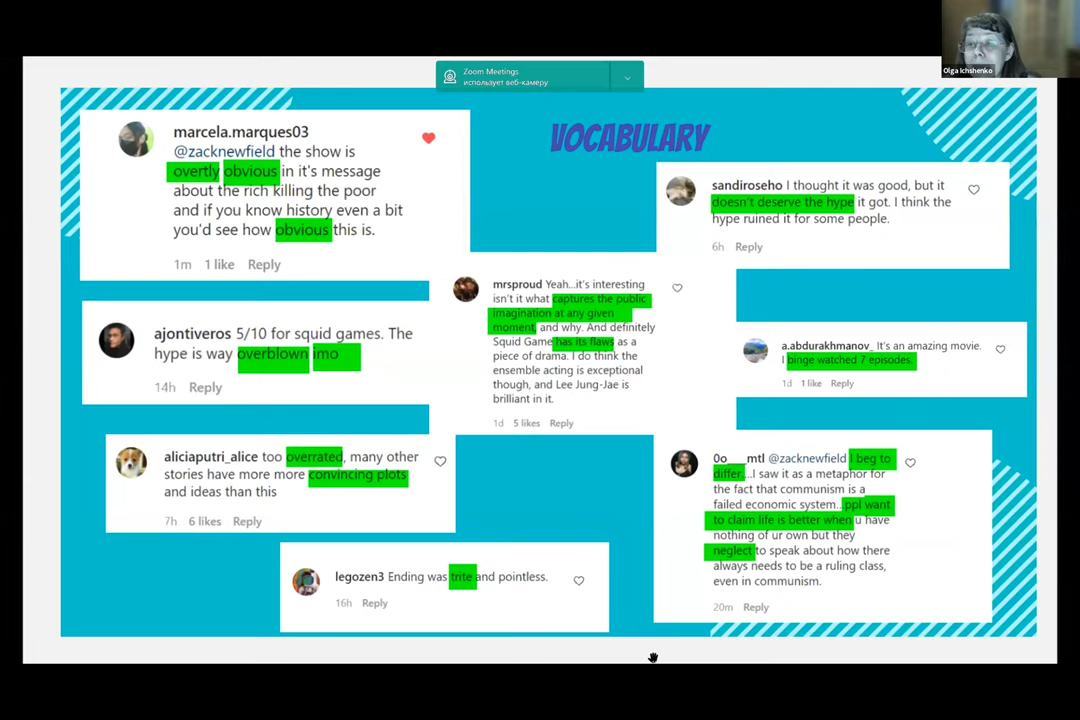 Zoom Meetings
использует веб-камеру
Olga Ichshenko
VOCABULARY
marcela.marques03
@zacknewfield the show is
overtly obvious in it's message
about the rich killing the poor
and if you know history even a bit
you'd see how obvious this is.
1m 1 like Reply
sandiroseho I thought it was good, but it
doesn't deserve the hype it got. I think the
hype ruined it for some people.
6h Reply
mrsproud Yeah...it's interesting
isn't it what captures the public
imagination at any given
moment, and why. And definitely
Squid Game has its flaws as a
piece of drama. I do think the
ensemble acting is exceptional
though, and Lee Jung-Jae is
brilliant in it.
1d 5 likes Reply
ajontiveros 5/10 for squid games. The
hype is way overblown imo
14h Reply
a.abdurakhmanov_ It's an amazing movie.
I binge watched 7 episodes.
1d 1 like Reply
aliciaputri_alice too overrated, many other
stories have more more convincing plots
and ideas than this
7h 6 likes Reply
0o___mtl @zacknewfield I beg to
differ....I saw it as a metaphor for
the fact that communism is a
failed economic system...ppl want
to claim life is better when u have
nothing of ur own but they
neglect to speak about how there
always needs to be a ruling class,
even in communism.
20m Reply
legozen3 Ending was trite and pointless.
16h Reply